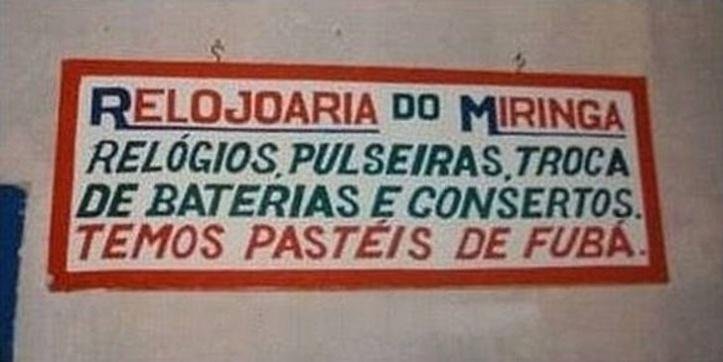 RELOJOARIA DO MIRINGA
RELÓGIOS, PULSEIRAS, TROCA
DE BATERIAS E CONSERTOS.
TEMOS PASTÉIS DE FUBÁ.